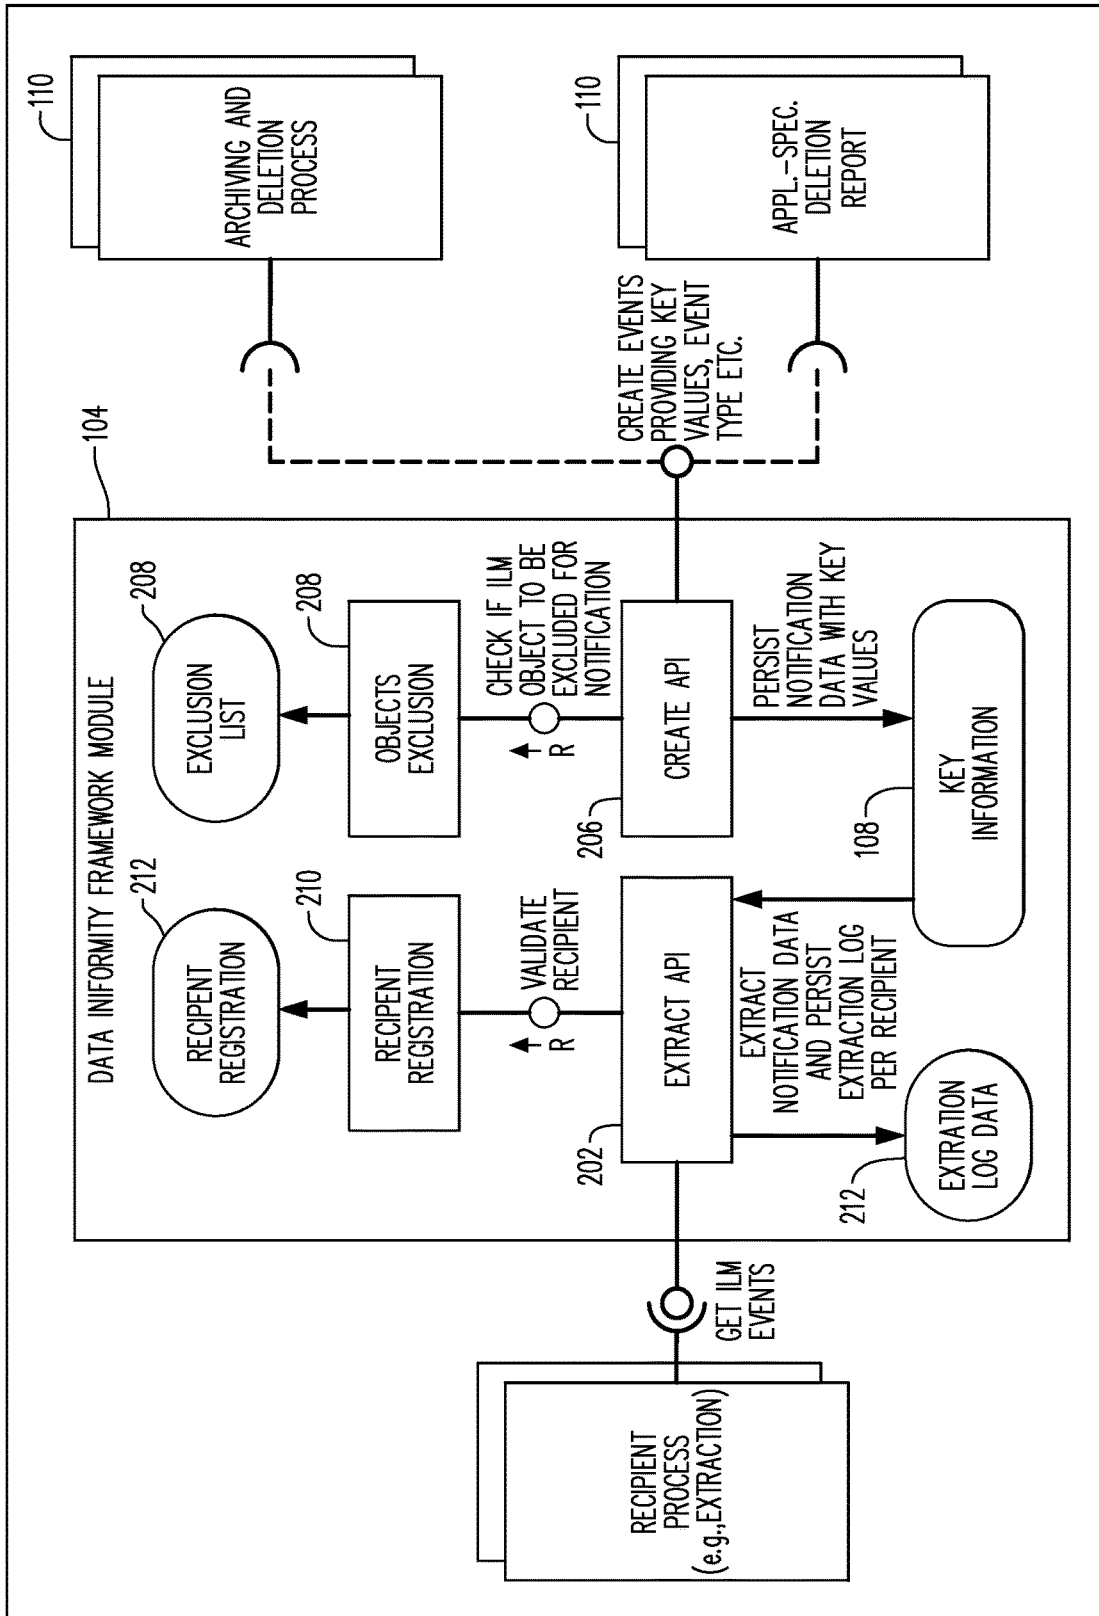 DATA INIFORMITY FRAMEWORK MODULE
104
110
ARCHIVING AND
DELETION
PROCESS
212
RECIPENT
REGISTRATION
208
EXCLUSION
LIST
210
RECIPENT
REGISTRATION
208
OBJECTS
EXCLUSION
R
VALIDATE
RECIPIENT
R
CHECK IF ILM
OBJECT TO BE
EXCLUDED FOR
NOTIFICATION
RECIPIENT
PROCESS
(e.g.,EXTRACTION)
GET ILM
EVENTS
202
EXTRACT API
206
CREATE API
CREATE EVENTS
PROVIDING KEY
VALUES, EVENT
TYPE ETC.
110
APPL.-SPEC.
DELETION
REPORT
EXTRACT
NOTIFICATION DATA
AND PERSIST
EXTRACTION LOG
PER RECIPIENT
PERSIST
NOTIFICATION
DATA WITH KEY
VALUES
212
EXTRATION
LOG DATA
108
KEY
INFORMATION